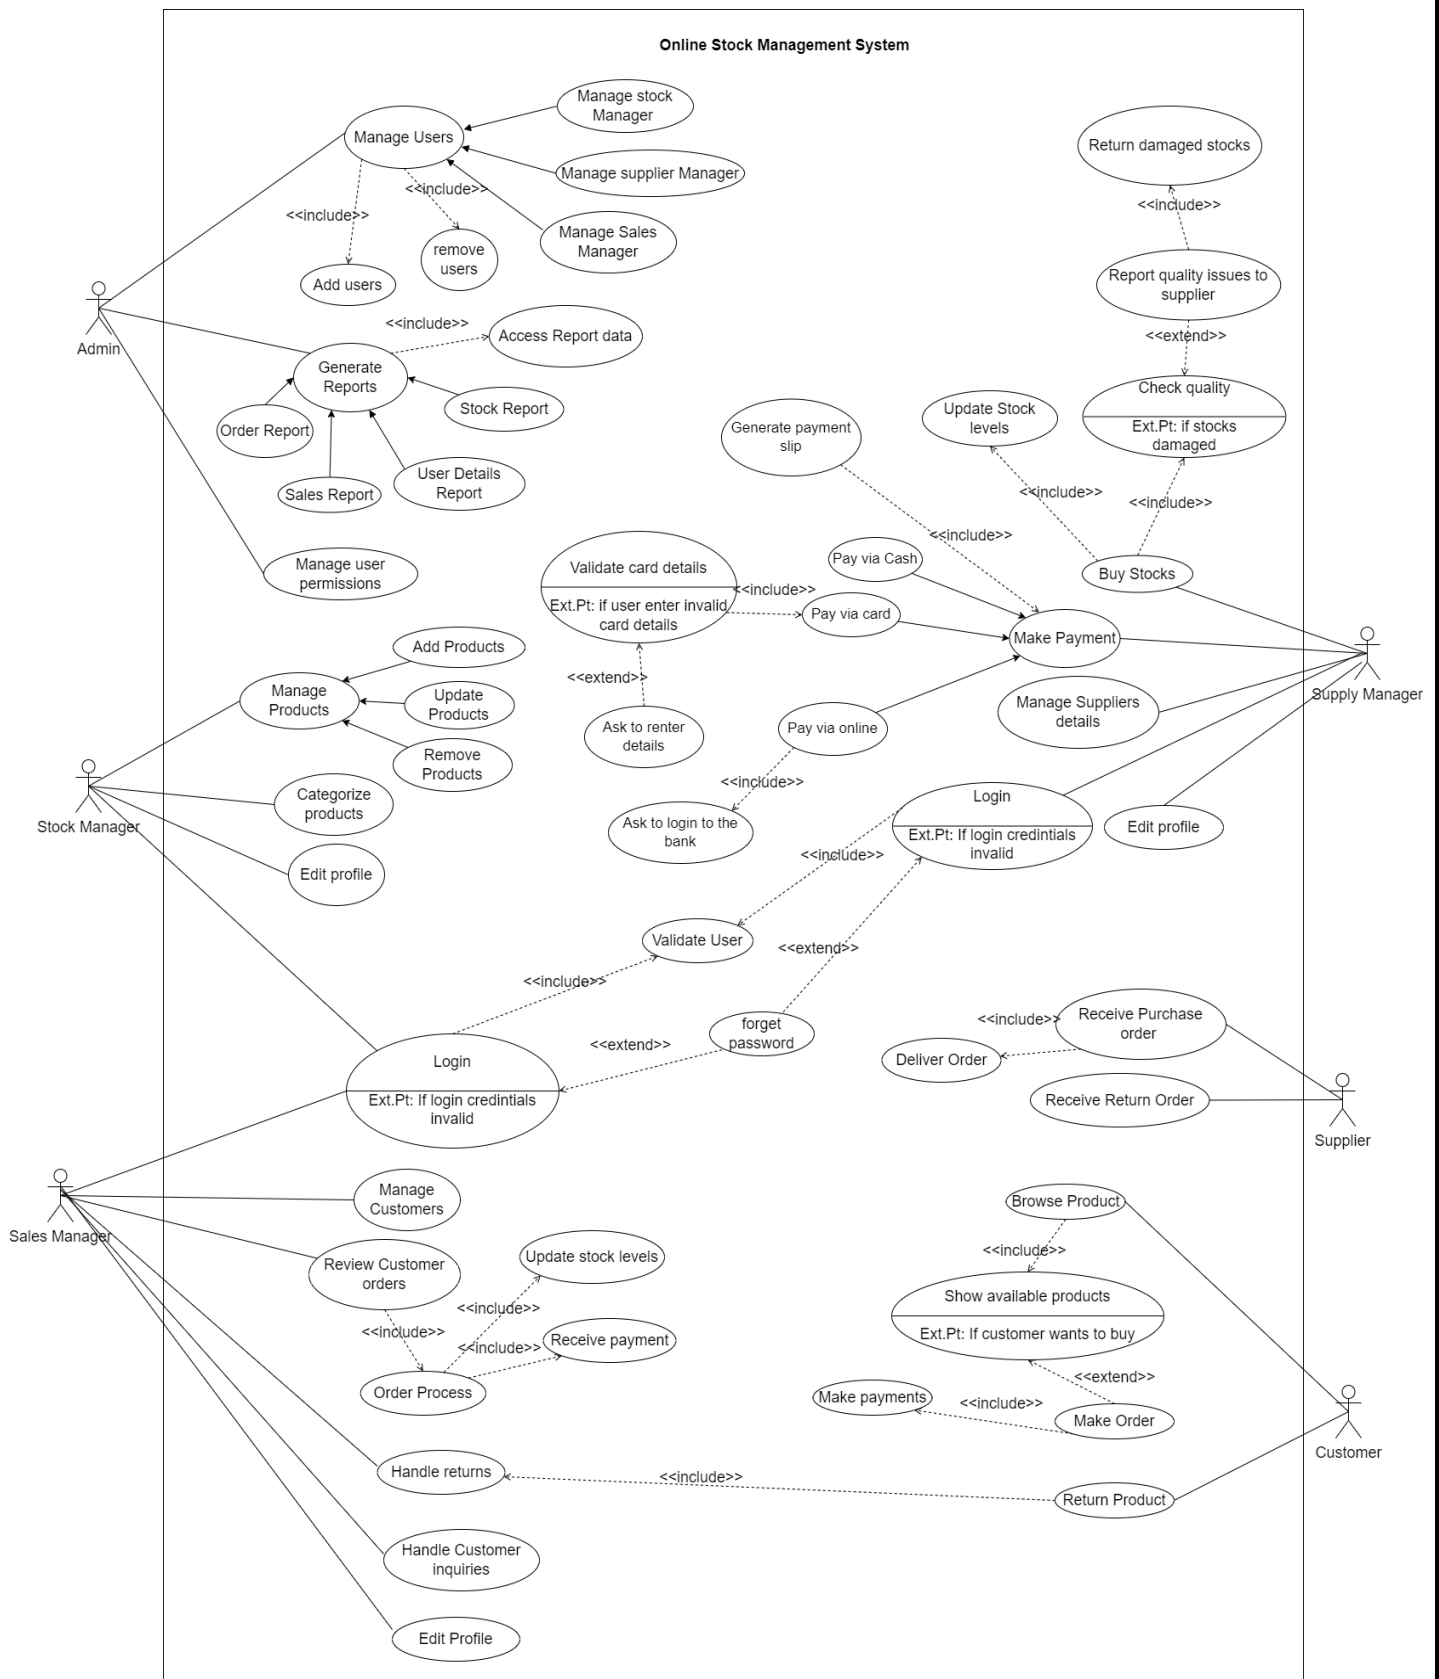 Online Stock Management System
Manage stock
Manager
Manage Users
Return damaged stocks
Manage supplier Manager
<<include>>
<<include>>
<<include>>
Manage Sales
Manager
remove
users
Add users
Report quality issues to
supplier
<<include>>
Access Report data
<<extend>>
Admin
Generate
Reports
Check quality
Ext.Pt: if stocks
damaged
Stock Report
Update Stock
levels
Order Report
Generate payment
slip
User Details
Report
Sales Report
<<include>>
<<include>>
<<include>>
Manage user
permissions
Validate card details
Ext.Pt: if user enter invalid
card details
<<include>>
Pay via Cash
Pay via card
Buy Stocks
Make Payment
Add Products
Manage
Products
Update
Products
Remove
Products
<<extend>>
Ask to renter
details
Pay via online
Manage Suppliers
details
Supply Manager
<<include>>
Ask to login to the
bank
Categorize
products
Stock Manager
Login
Ext.Pt: If login credintials
invalid
Edit profile
Edit profile
<<include>>
Validate User
<<extend>>
<<include>>
forget
password
<<extend>>
<<include>>
Receive Purchase
order
Deliver Order
Login
Ext.Pt: If login credintials
invalid
Receive Return Order
Supplier
Manage
Customers
Browse Product
Sales Manager
Review Customer
orders
Update stock levels
<<include>>
Show available products
Ext.Pt: If customer wants to buy
<<include>>
<<include>>
<<include>>
Receive payment
Order Process
<<extend>>
Make payments
<<include>>
Make Order
Customer
Handle returns
<<include>>
Return Product
Handle Customer
inquiries
Edit Profile